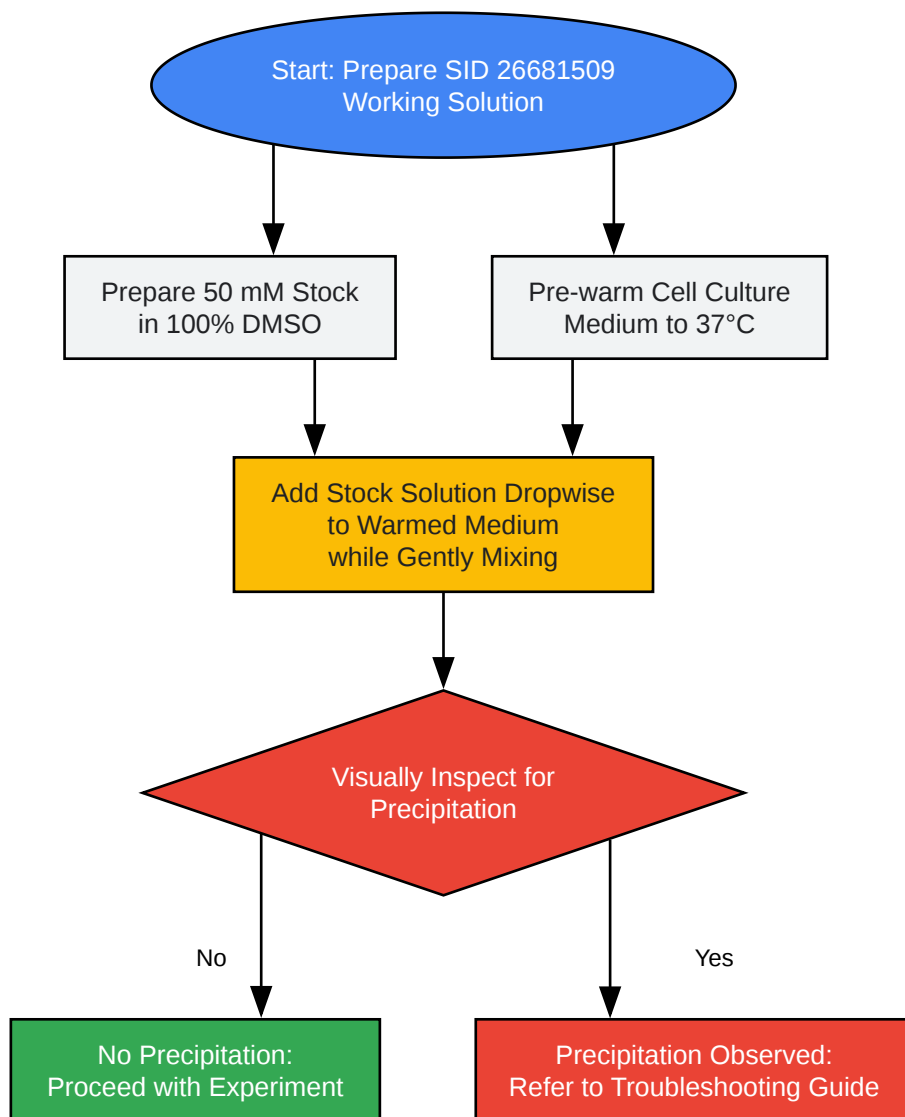 Start: Prepare SID 26681509
Working Solution
Prepare 50 mM Stock
in 100% DMSO
Pre-warm Cell Culture
Medium to 37°C
Add Stock Solution Dropwise
to Warmed Medium
while Gently Mixing
Visually Inspect for
Precipitation
No
Yes
No Precipitation:
Proceed with Experiment
Precipitation Observed:
Refer to Troubleshooting Guide